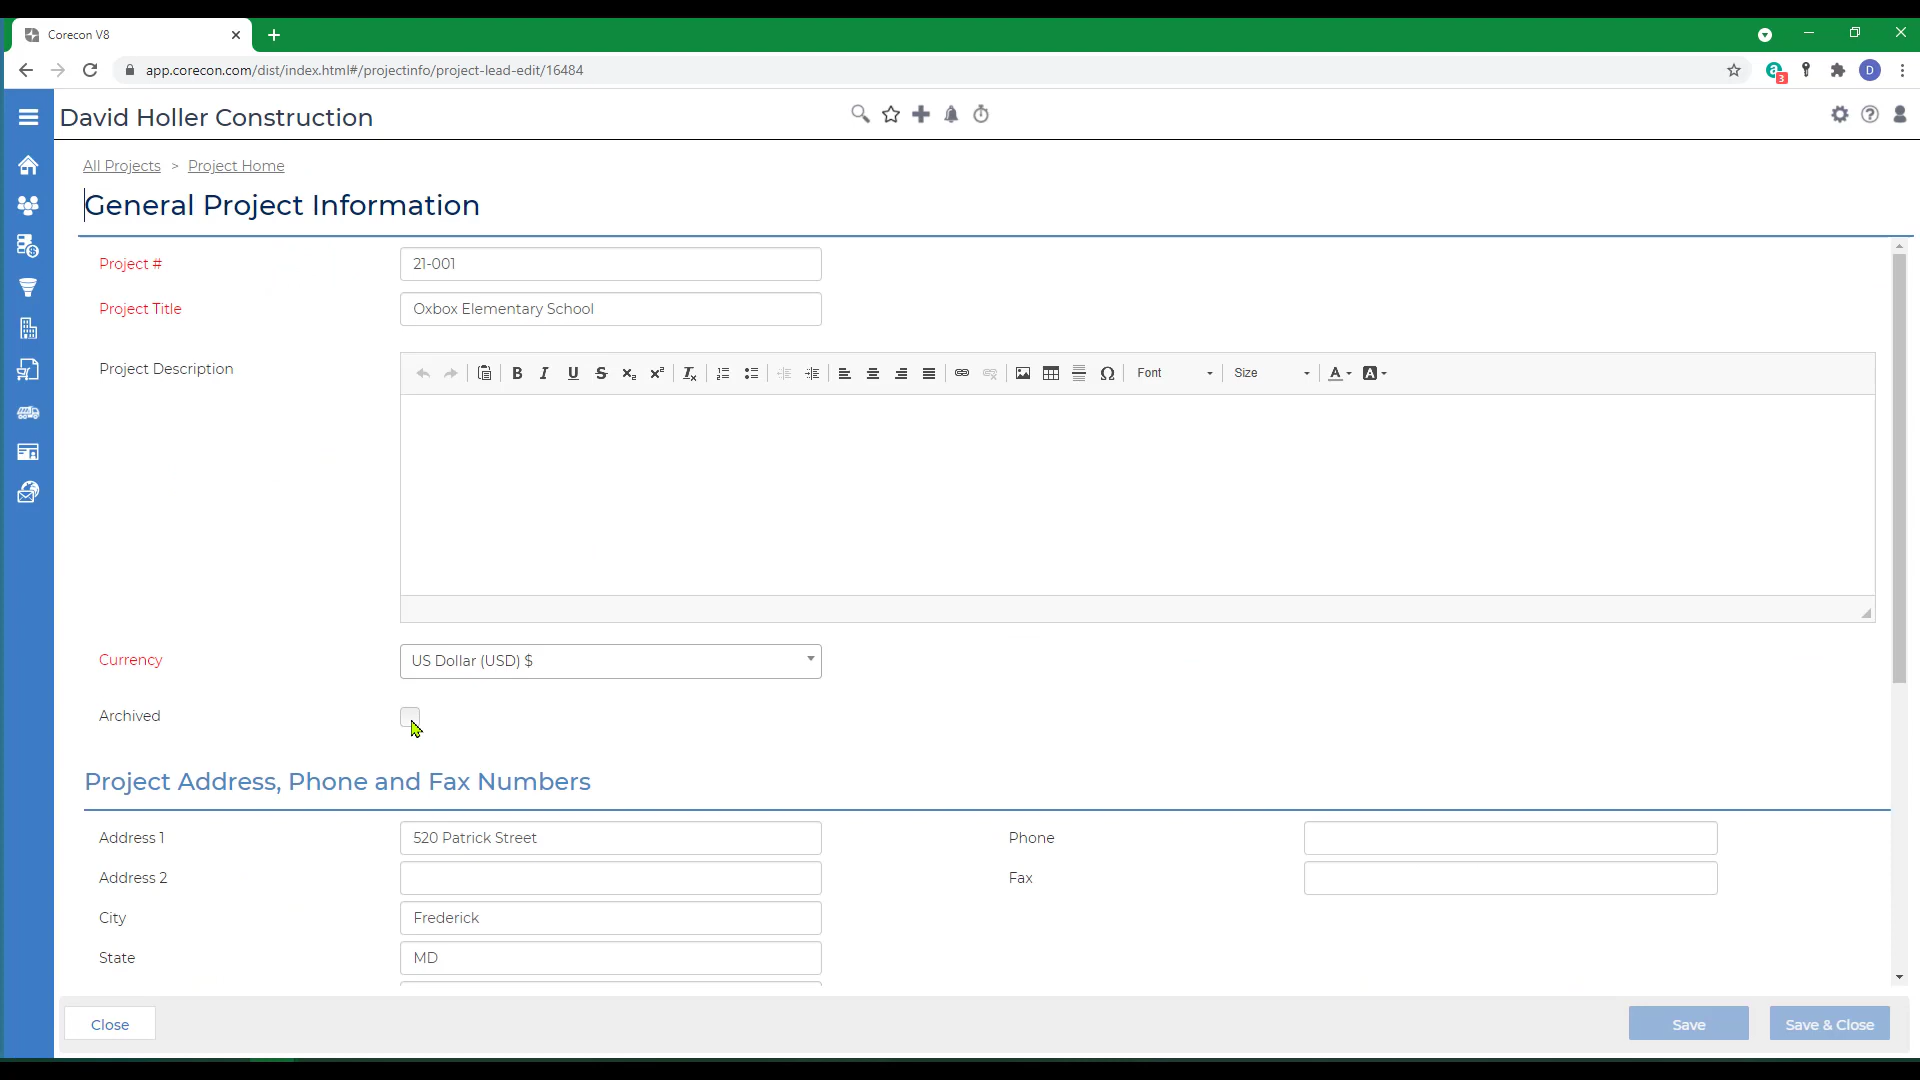 Corecon V8
app.corecon.com/dist/index.html#/projectinfo/project-lead-edit/16484
a
3
D
David Holler Construction
All Projects > Project Home
General Project Information
Project # 21-001
Project Title Oxbox Elementary School
Project Description
Font Size
Currency US Dollar (USD) $
Archived
Project Address, Phone and Fax Numbers
Address 1 520 Patrick Street Phone
Address 2 Fax
City Frederick
State MD
Close Save Save & Close